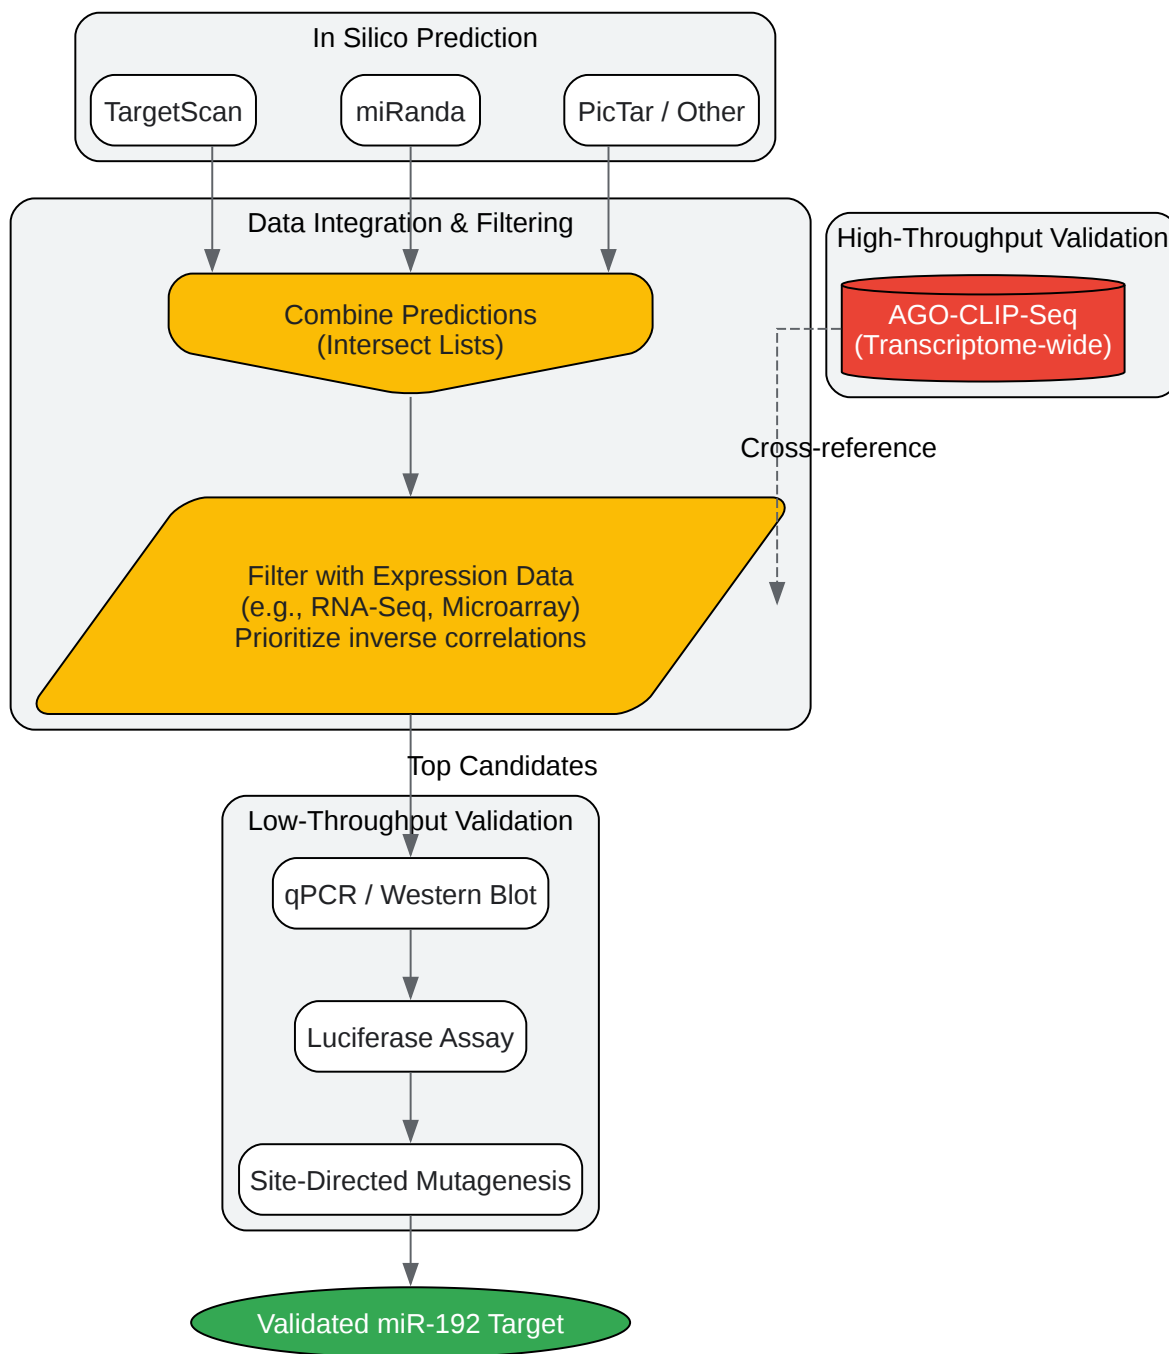 In Silico Prediction
TargetScan
miRanda
PicTar / Other
Data Integration & Filtering
High-Throughput Validation
Combine Predictions
(Intersect Lists)
AGO-CLIP-Seq
(Transcriptome-wide)
Cross-reference
Filter with Expression Data
(e.g., RNA-Seq, Microarray)
Prioritize inverse correlations
Top Candidates
Low-Throughput Validation
qPCR / Western Blot
Luciferase Assay
Site-Directed Mutagenesis
Validated miR-192 Target